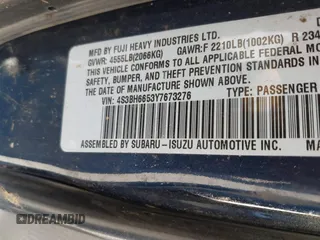 MFD BY FUJI HEAVY INDUSTRIES LTD.
GVWR: 4555LB(2066KG) GAWR:F 2210LB(1002KG) R 234
THIS VEHICLE CONFORMS TO ALL APPLICABLE FEDERAL MO
SAFETY, BUMPER, AND THEFT PREVENTION STANDARDS IN
THE DATE OF MANUFACTURE SHOWN ABOVE.
VIN: 4S3BH6653Y7673276 TYPE: PASSENGER
ASSEMBLED BY SUBARU-ISUZU AUTOMOTIVE INC. MA
DREAMBID